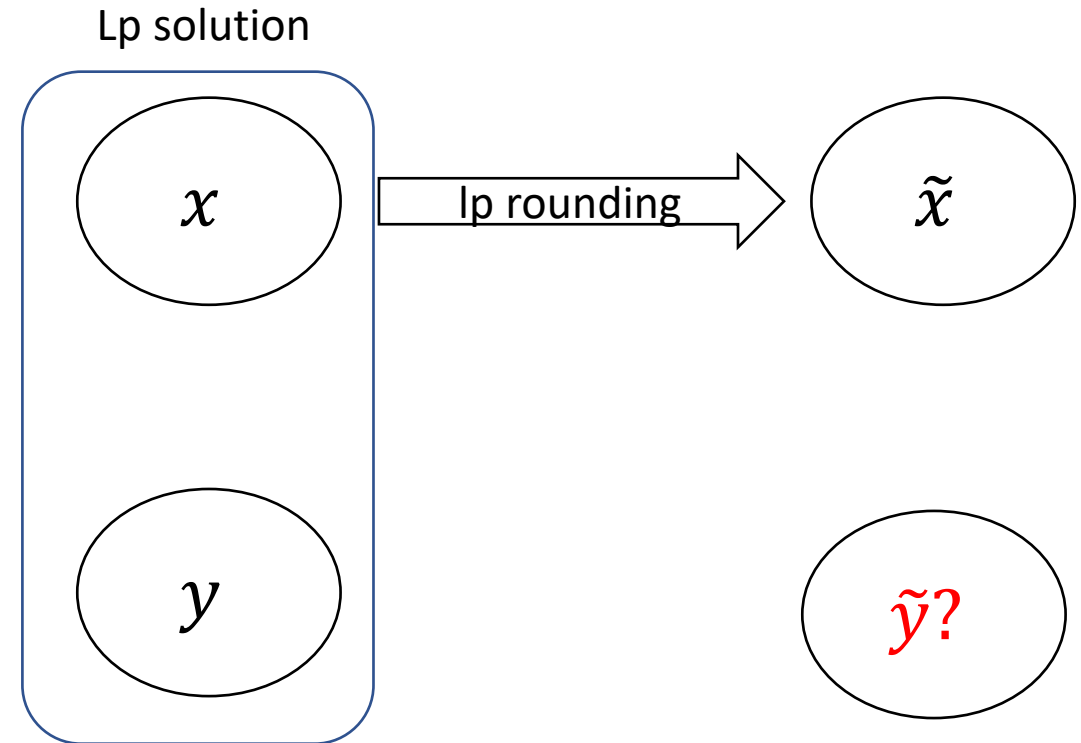 Lp solution
x
lp rounding
x̃
y
ỹ?